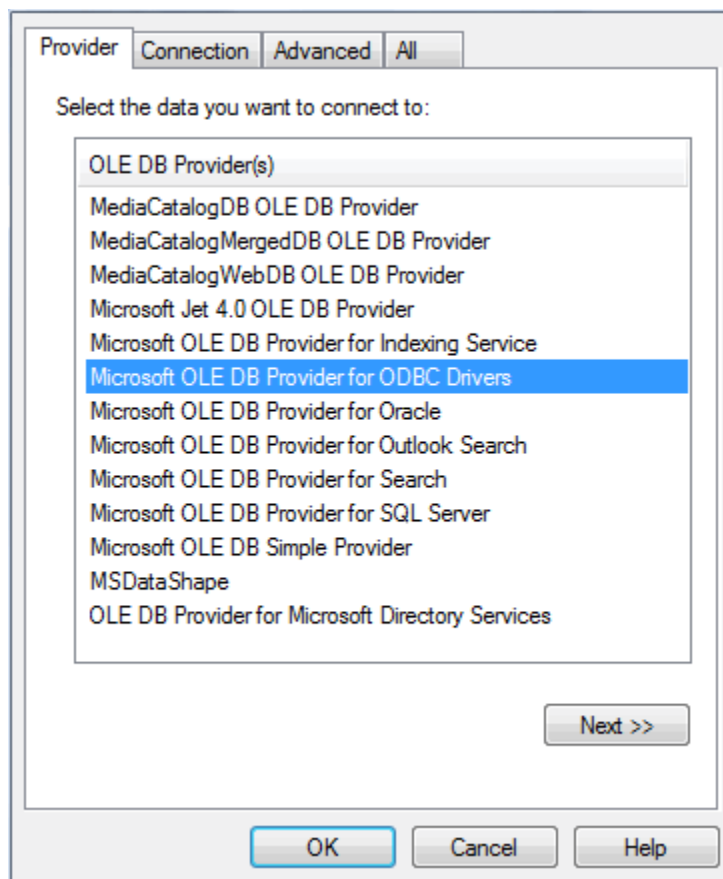 Provider Connection Advanced All
Select the data you want to connect to:
OLE DB Provider(s)
MediaCatalogDB OLE DB Provider
MediaCatalogMergedDB OLE DB Provider
MediaCatalogWebDB OLE DB Provider
Microsoft Jet 4.0 OLE DB Provider
Microsoft OLE DB Provider for Indexing Service
Microsoft OLE DB Provider for ODBC Drivers
Microsoft OLE DB Provider for Oracle
Microsoft OLE DB Provider for Outlook Search
Microsoft OLE DB Provider for Search
Microsoft OLE DB Provider for SQL Server
Microsoft OLE DB Simple Provider
MSDataShape
OLE DB Provider for Microsoft Directory Services
Next >>
OK Cancel Help